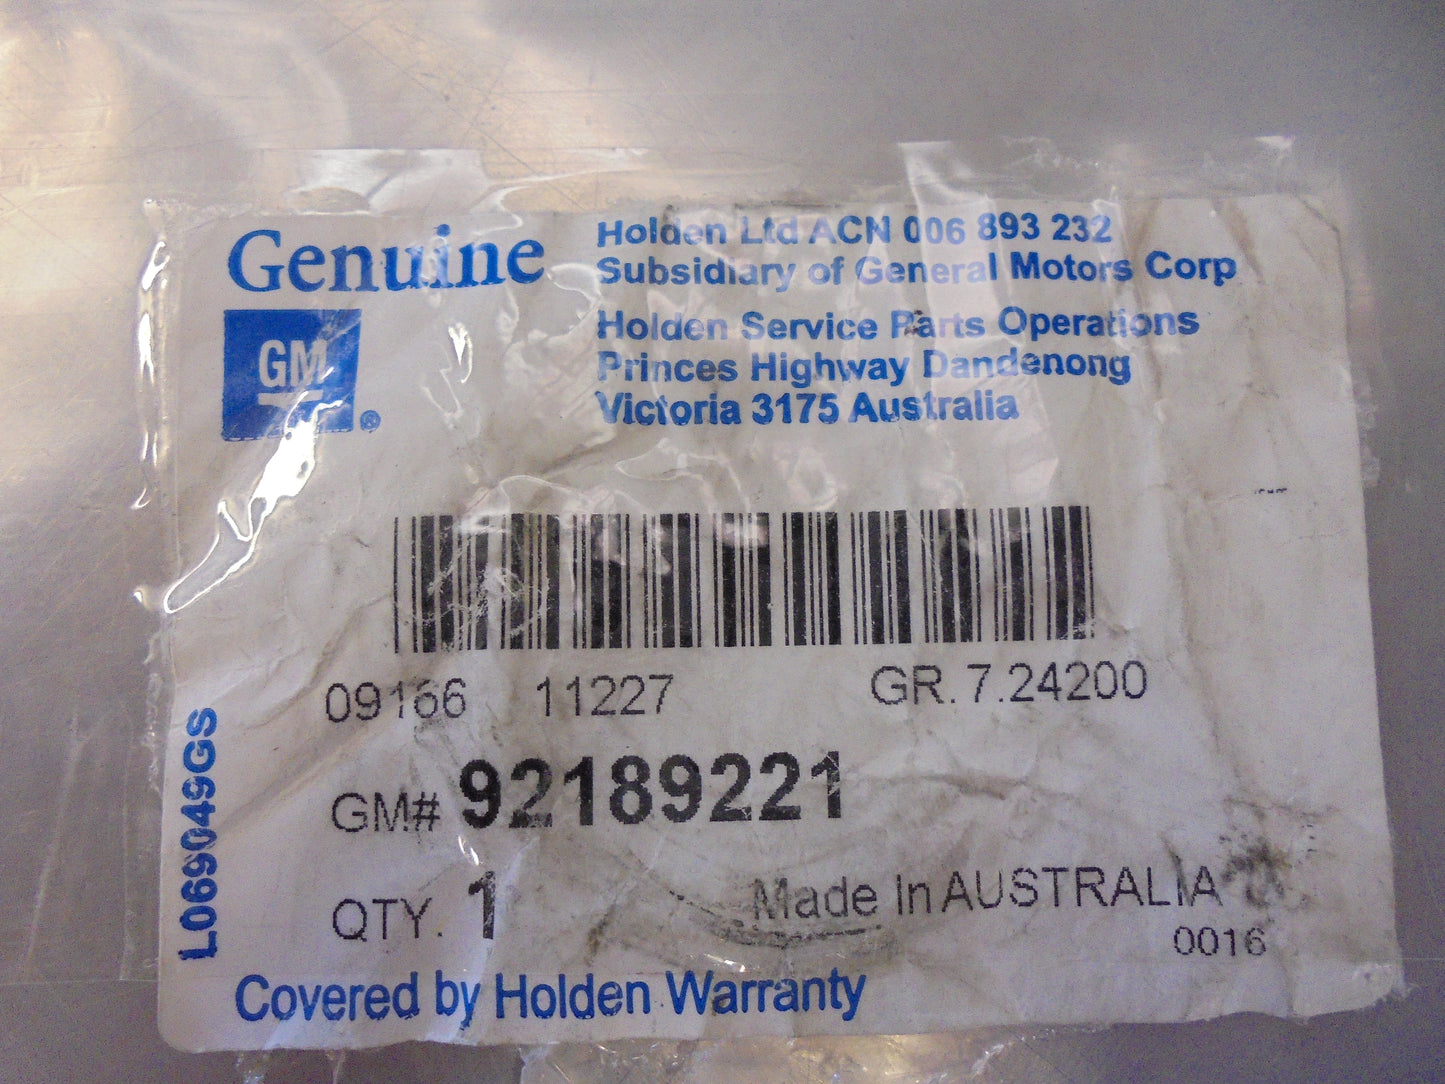 Genuine
GM ®
Holden Ltd ACN 006 893 232
Subsidiary of General Motors Corp
Holden Service Parts Operations
Princes Highway Dandenong
Victoria 3175 Australia
09166 11227 GR. 7.24200
GM# 92189221
QTY. 1 Made In AUSTRALIA
0016
L069049GS
Covered by Holden Warranty